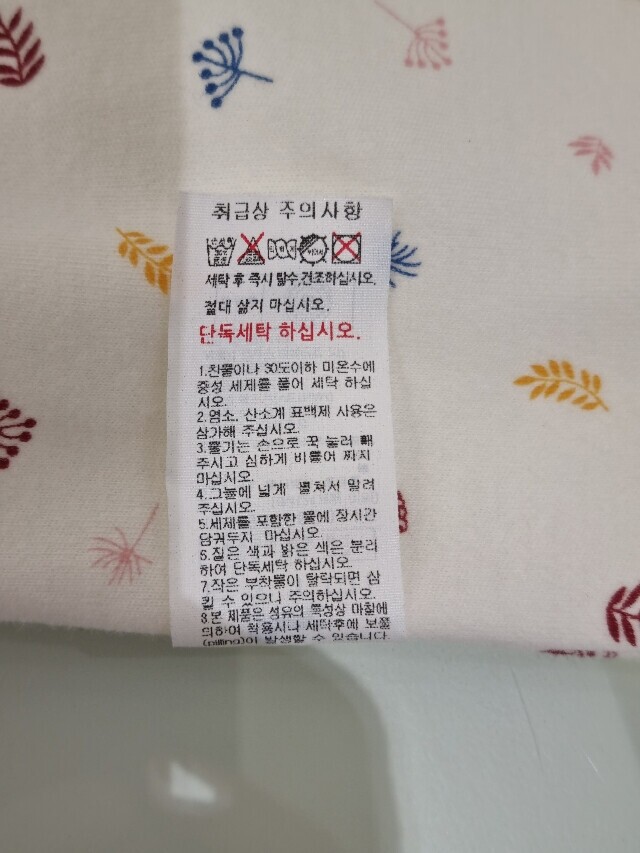 취급상 주의사항
세탁 후 즉시 탈수,건조하십시오.
절대 삶지 마십시오.
단독세탁 하십시오.
1.찬물이나 30도이하 미온수에
중성 세제를 풀어 세탁 하십
시오.
2.염소, 산소계 표백제 사용은
삼가해 주십시오.
3.물기는 손으로 꾹 눌러 빼
주시고 심하게 비틀어 짜지
마십시오.
4.그늘에 넓게 펼쳐서 말려
주십시오.
5.세제를 포함한 물에 장시간
담궈두지 마십시오.
6.짙은 색과 밝은 색은 분리
하여 단독세탁 하십시오.
7.작은 부착물이 탈락되면 삼
킬 수 있으니 주의하십시오.
8.본 제품은 섬유의 특성상 마찰에
의하여 착용시나 세탁후에 보풀
(pilling)이 발생할 수 있습니다.